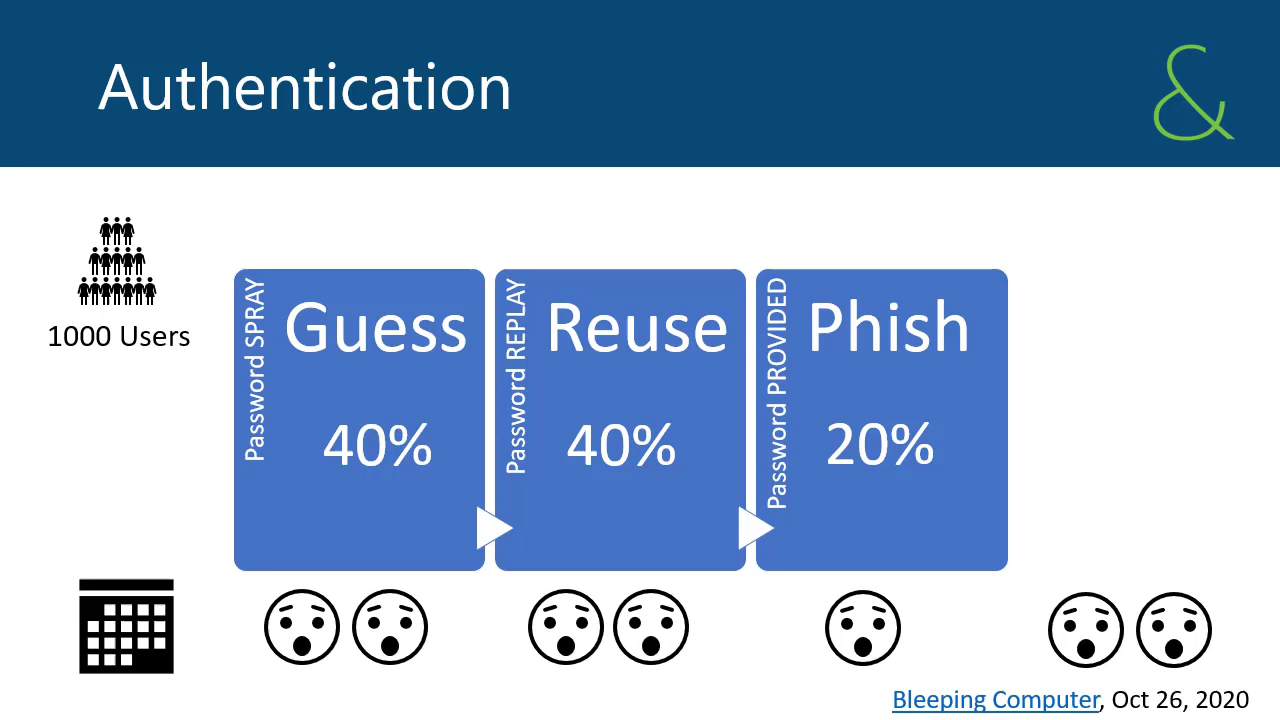 Authentication
&
1000 Users
Password SPRAY
Guess
40%
Password REPLAY
Reuse
40%
Password PROVIDED
Phish
20%
Bleeping Computer, Oct 26, 2020